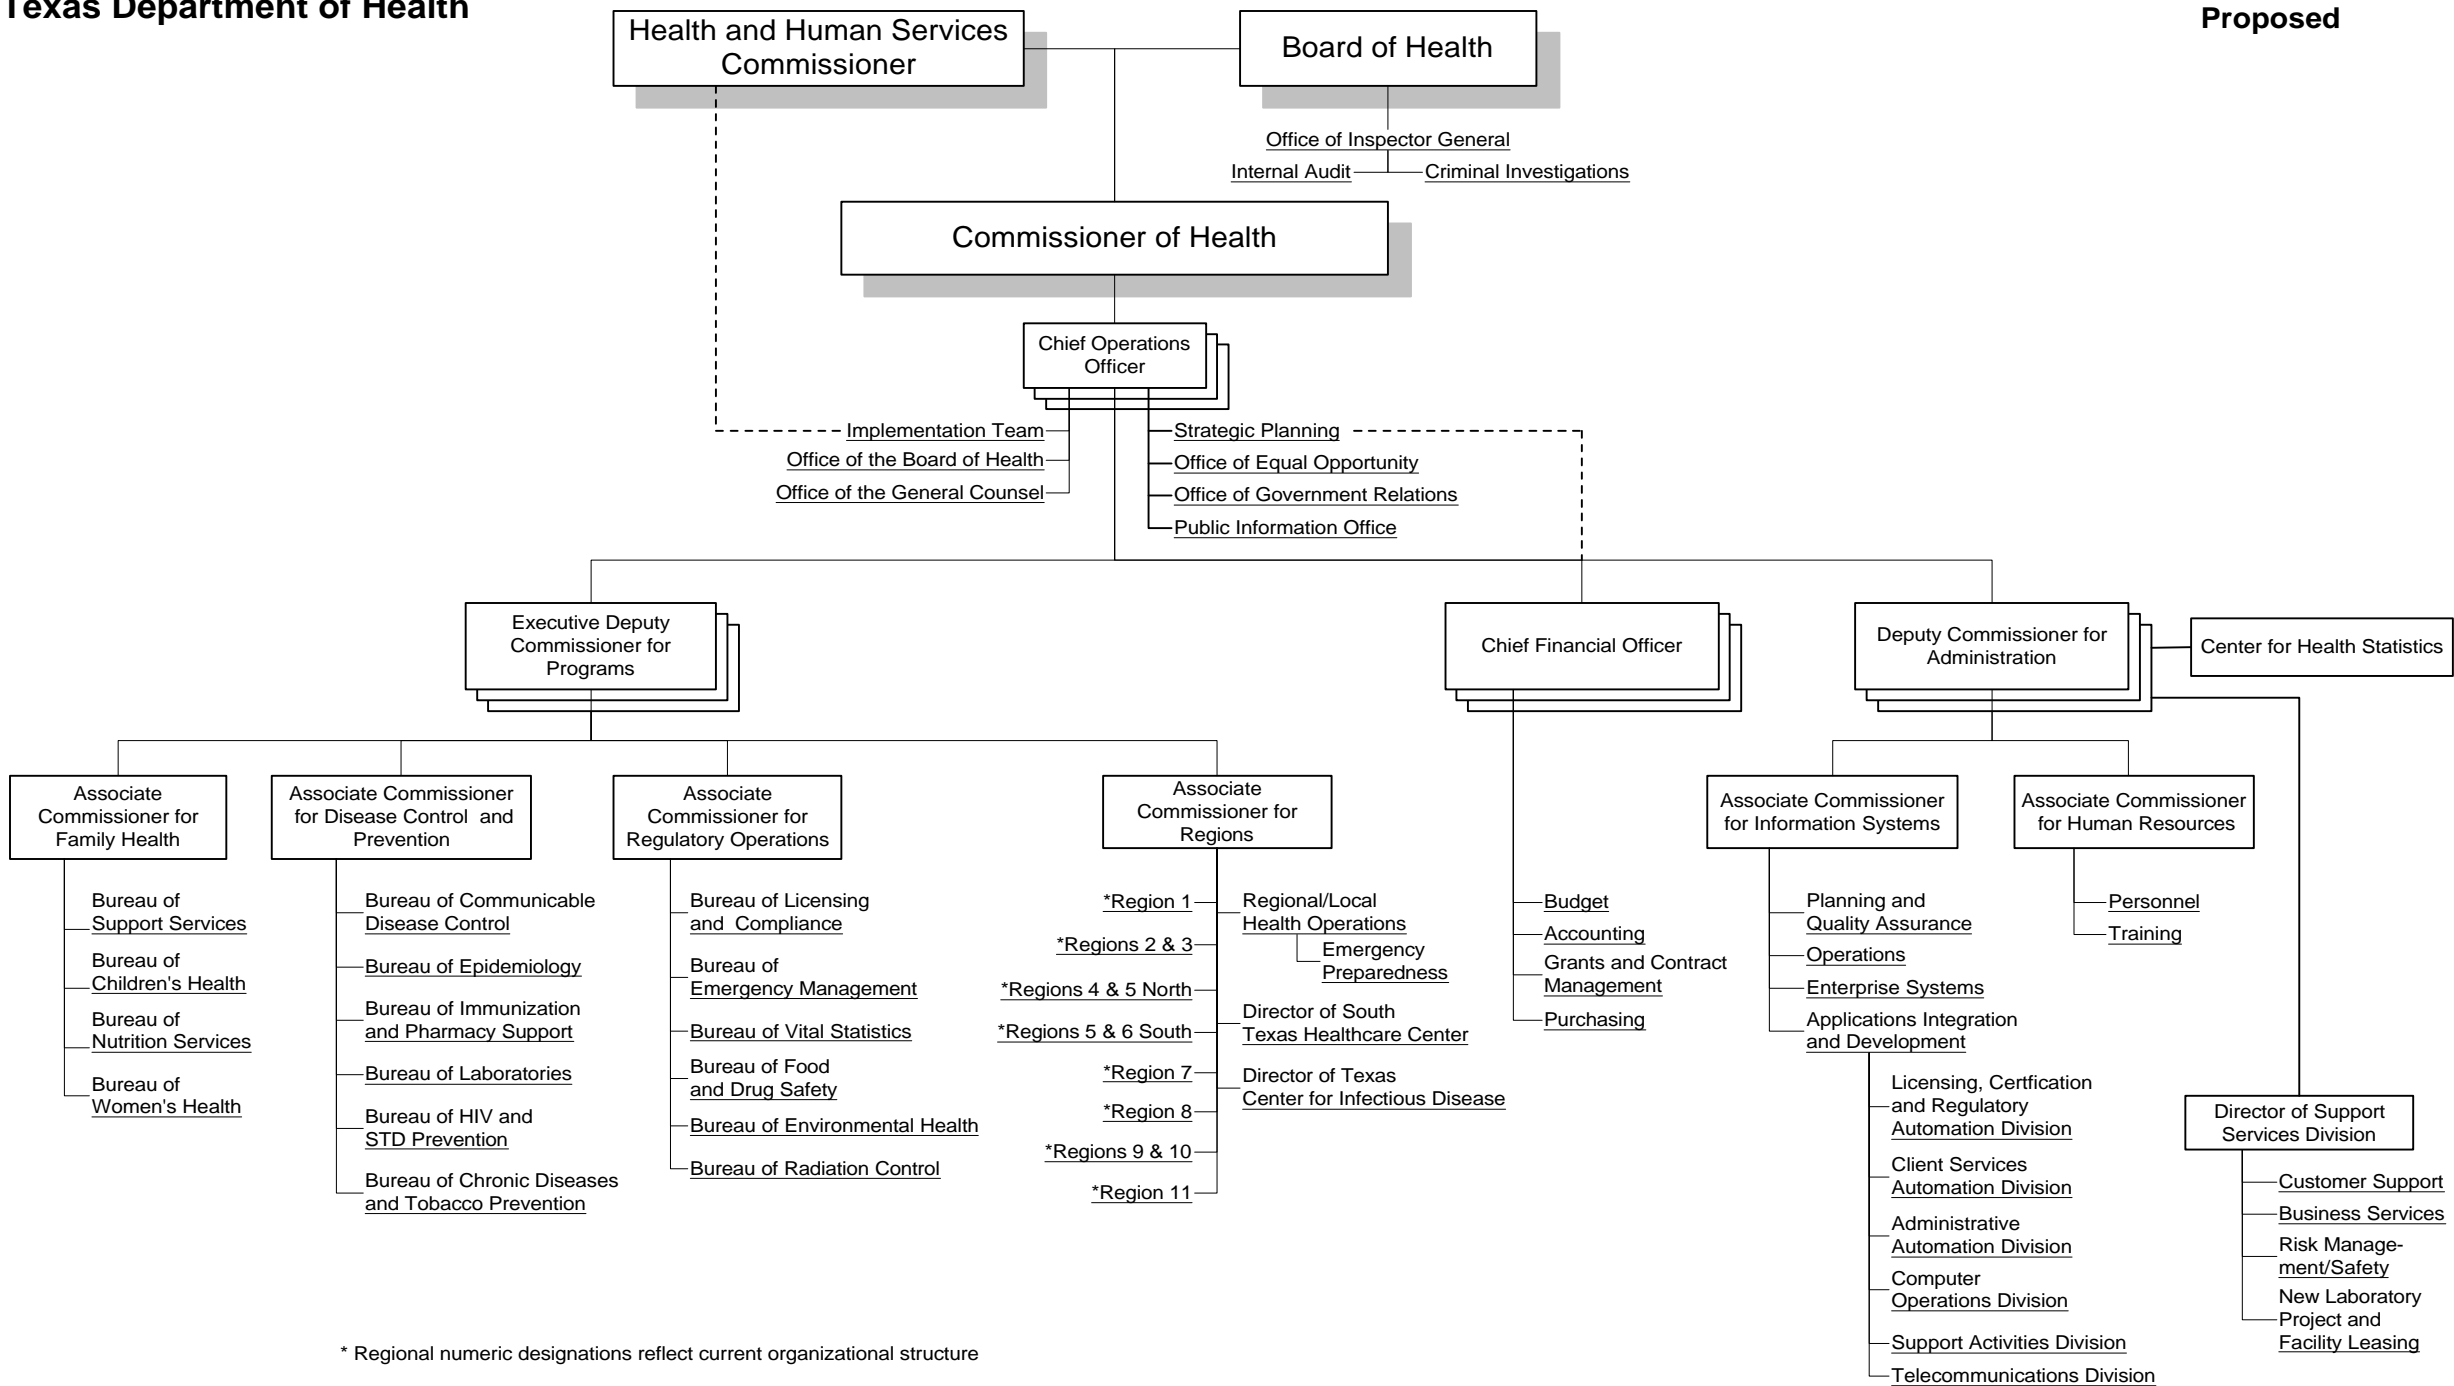 Texas Department of Health
Proposed
Health and Human Services
Commissioner
Board of Health
Office of Inspector General
Internal Audit
Criminal Investigations
Commissioner of Health
Chief Operations
Officer
Implementation Team
Office of the Board of Health
Office of the General Counsel
Strategic Planning
Office of Equal Opportunity
Office of Government Relations
Public Information Office
Executive Deputy
Commissioner for
Programs
Chief Financial Officer
Deputy Commissioner for
Administration
Center for Health Statistics
Associate
Commissioner for
Family Health
Associate Commissioner
for Disease Control and
Prevention
Associate
Commissioner for
Regulatory Operations
Associate
Commissioner for
Regions
Associate Commissioner
for Information Systems
Associate Commissioner
for Human Resources
Bureau of
Support Services
Bureau of
Children's Health
Bureau of
Nutrition Services
Bureau of
Women's Health
Bureau of Communicable
Disease Control
Bureau of Epidemiology
Bureau of Immunization
and Pharmacy Support
Bureau of Laboratories
Bureau of HIV and
STD Prevention
Bureau of Chronic Diseases
and Tobacco Prevention
Bureau of Licensing
and Compliance
Bureau of
Emergency Management
Bureau of Vital Statistics
Bureau of Food
and Drug Safety
Bureau of Environmental Health
Bureau of Radiation Control
*Region 1
*Regions 2 & 3
*Regions 4 & 5 North
*Regions 5 & 6 South
*Region 7
*Region 8
*Regions 9 & 10
*Region 11
Regional/Local
Health Operations
Emergency
Preparedness
Director of South
Texas Healthcare Center
Director of Texas
Center for Infectious Disease
Budget
Accounting
Grants and Contract
Management
Purchasing
Planning and
Quality Assurance
Operations
Enterprise Systems
Applications Integration
and Development
Licensing, Certfication
and Regulatory
Automation Division
Client Services
Automation Division
Administrative
Automation Division
Computer
Operations Division
Support Activities Division
Telecommunications Division
Personnel
Training
Director of Support
Services Division
Customer Support
Business Services
Risk Manage-
ment/Safety
New Laboratory
Project and
Facility Leasing
* Regional numeric designations reflect current organizational structure